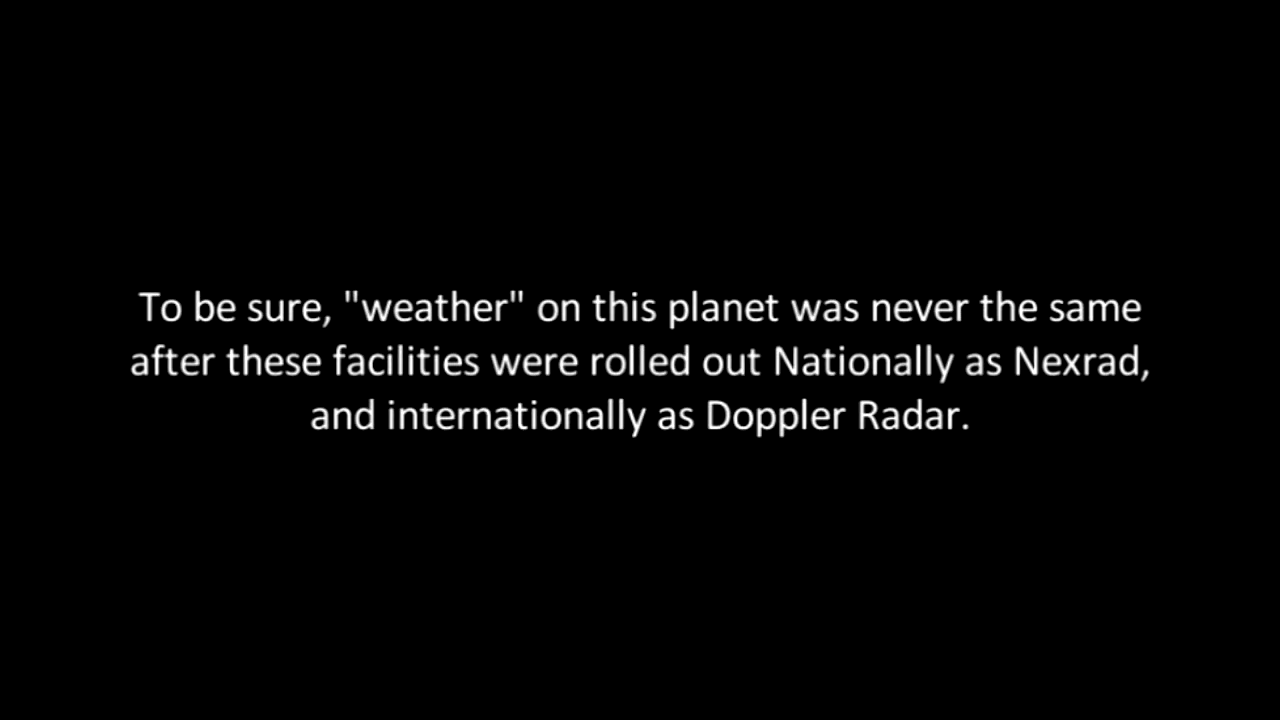 To be sure, "weather" on this planet was never the same
after these facilities were rolled out Nationally as Nexrad,
and internationally as Doppler Radar.